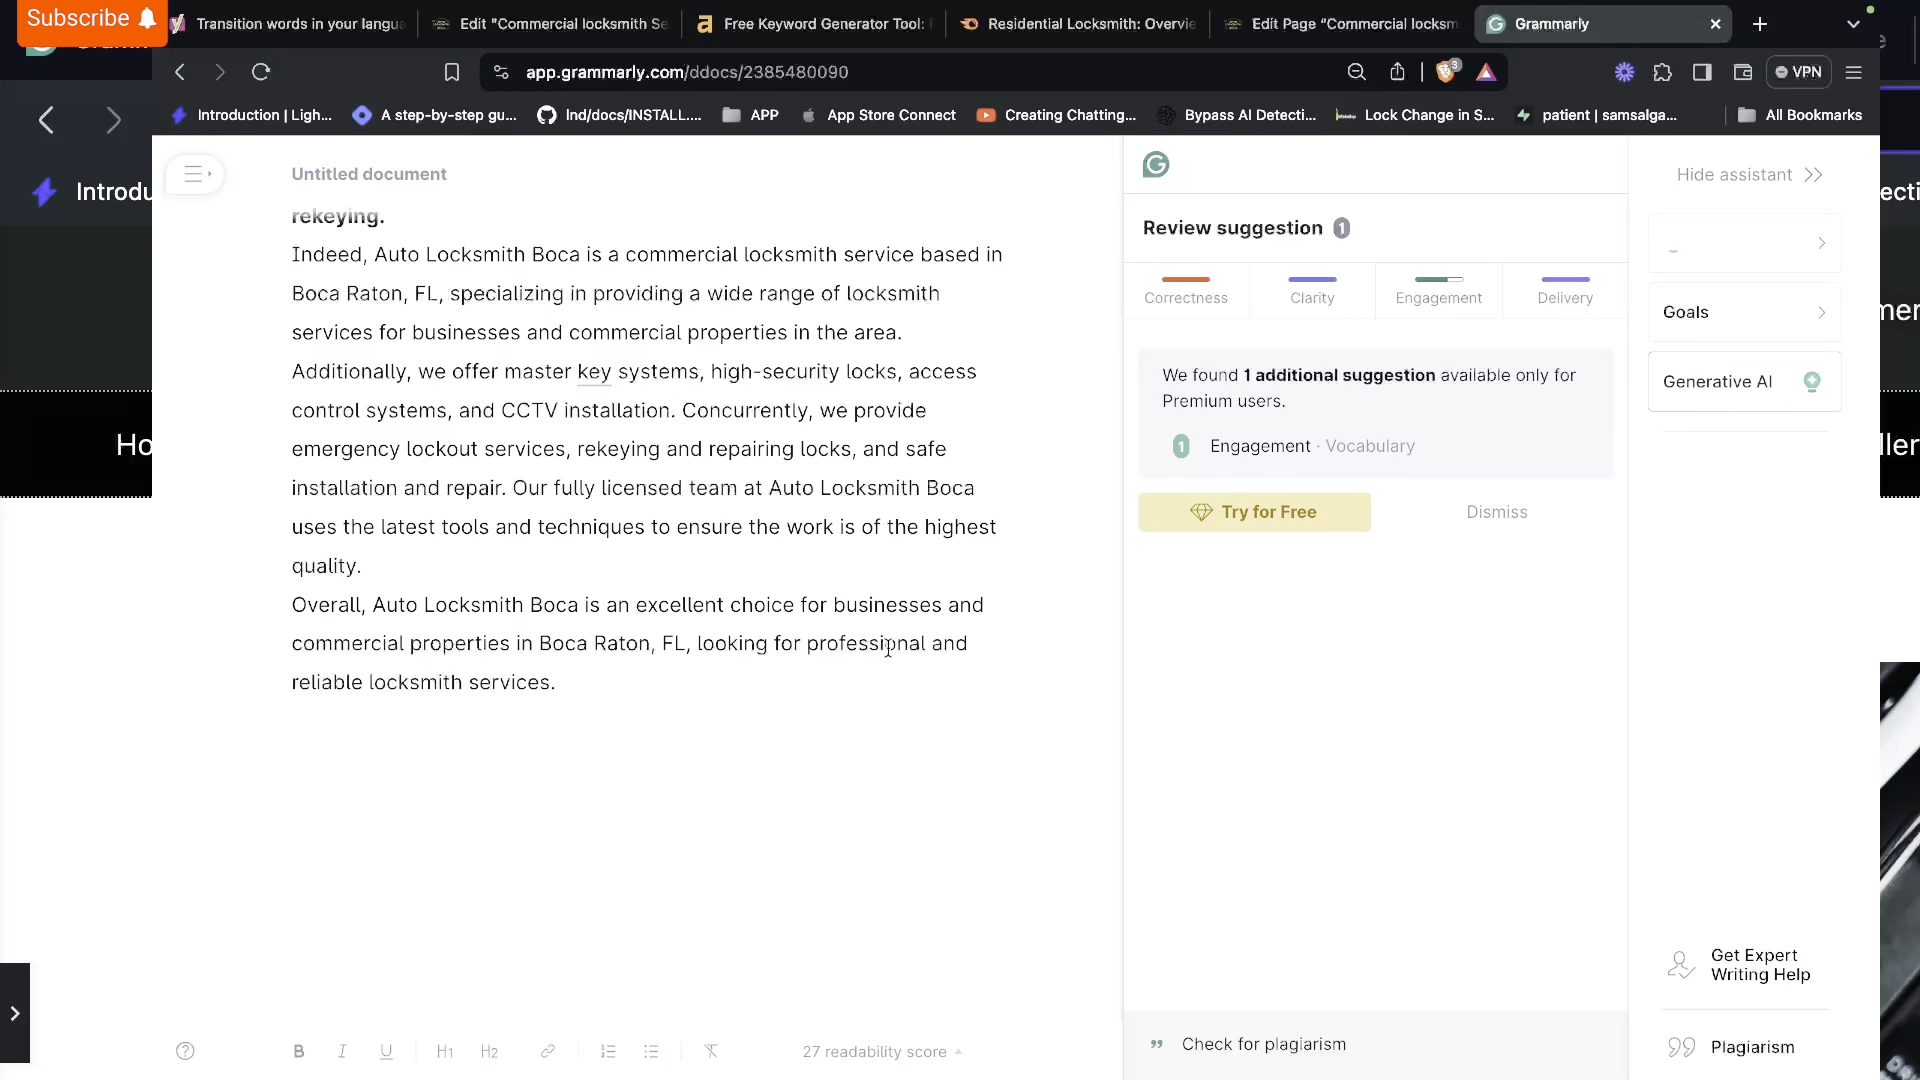 Subscribe
Transition words in your langua
Edit "Commercial locksmith Se
Free Keyword Generator Tool:
Residential Locksmith: Overvie
Edit Page “Commercial locksm
Grammarly
app.grammarly.com/ddocs/2385480090
3
VPN
Introduction | Ligh...
A step-by-step gu...
lnd/docs/INSTALL....
APP
App Store Connect
Creating Chatting...
Bypass AI Detecti...
Lock Change in S...
patient | samsalga...
All Bookmarks
Introdu
ecti
mer
Ho
ller
Untitled document
rekeying.
Indeed, Auto Locksmith Boca is a commercial locksmith service based in
Boca Raton, FL, specializing in providing a wide range of locksmith
services for businesses and commercial properties in the area.
Additionally, we offer master key systems, high-security locks, access
control systems, and CCTV installation. Concurrently, we provide
emergency lockout services, rekeying and repairing locks, and safe
installation and repair. Our fully licensed team at Auto Locksmith Boca
uses the latest tools and techniques to ensure the work is of the highest
quality.
Overall, Auto Locksmith Boca is an excellent choice for businesses and
commercial properties in Boca Raton, FL, looking for professional and
reliable locksmith services.
B I U H1 H2
27 readability score
Review suggestion 1
Correctness
Clarity
Engagement
Delivery
We found 1 additional suggestion available only for
Premium users.
1 Engagement · Vocabulary
Try for Free
Dismiss
Check for plagiarism
Hide assistant
Goals
Generative AI
Get Expert
Writing Help
Plagiarism